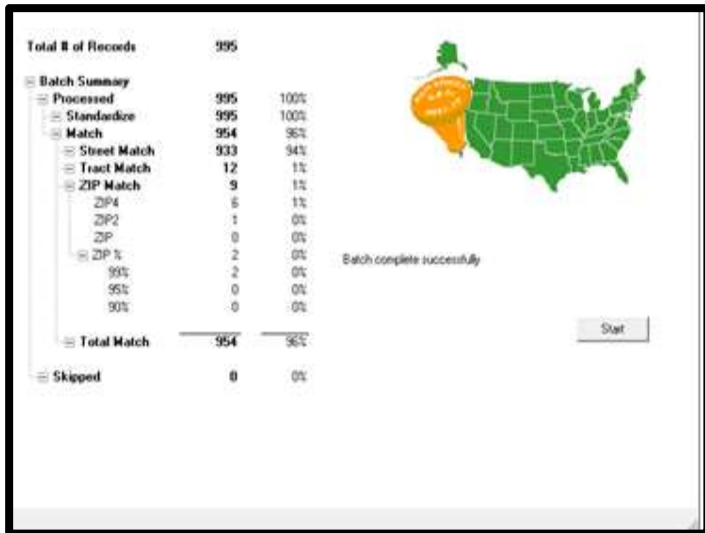 Total # of Records 995
Batch Summary
Processed 995 100%
Standardize 995 100%
Match 954 96%
Street Match 933 94%
Tract Match 12 1%
ZIP Match 9 1%
ZIP4 6 1%
ZIP2 1 0%
ZIP 0 0%
ZIP % 2 0%
99% 2 0%
95% 0 0%
90% 0 0%
Batch complete successfully
Start
Total Match 954 96%
Skipped 0 0%